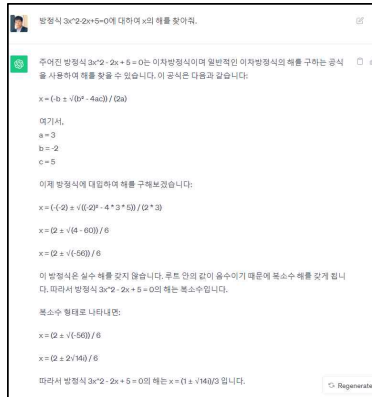 방정식 3x^2-2x+5=0에 대하여 x의 해를 찾아줘.
주어진 방정식 3x^2 - 2x + 5 = 0는 이차방정식이며 일반적인 이차방정식의 해를 구하는 공식
을 사용하여 해를 찾을 수 있습니다. 이 공식은 다음과 같습니다:
x = (-b ± √(b² - 4ac)) / (2a)
여기서,
a = 3
b = -2
c = 5
이제 방정식에 대입하여 해를 구해보겠습니다:
x = (-(-2) ± √((-2)² - 4 * 3 * 5)) / (2 * 3)
x = (2 ± √(4 - 60)) / 6
x = (2 ± √(-56)) / 6
이 방정식은 실수 해를 갖지 않습니다. 루트 안의 값이 음수이기 때문에 복소수 해를 갖게 됩니
다. 따라서 방정식 3x^2 - 2x + 5 = 0의 해는 복소수입니다.
복소수 형태로 나타내면:
x = (2 ± √(-56)) / 6
x = (2 ± 2√14i) / 6
따라서 방정식 3x^2 - 2x + 5 = 0의 해는 x = (1 ± √14i)/3 입니다.
Regenerate